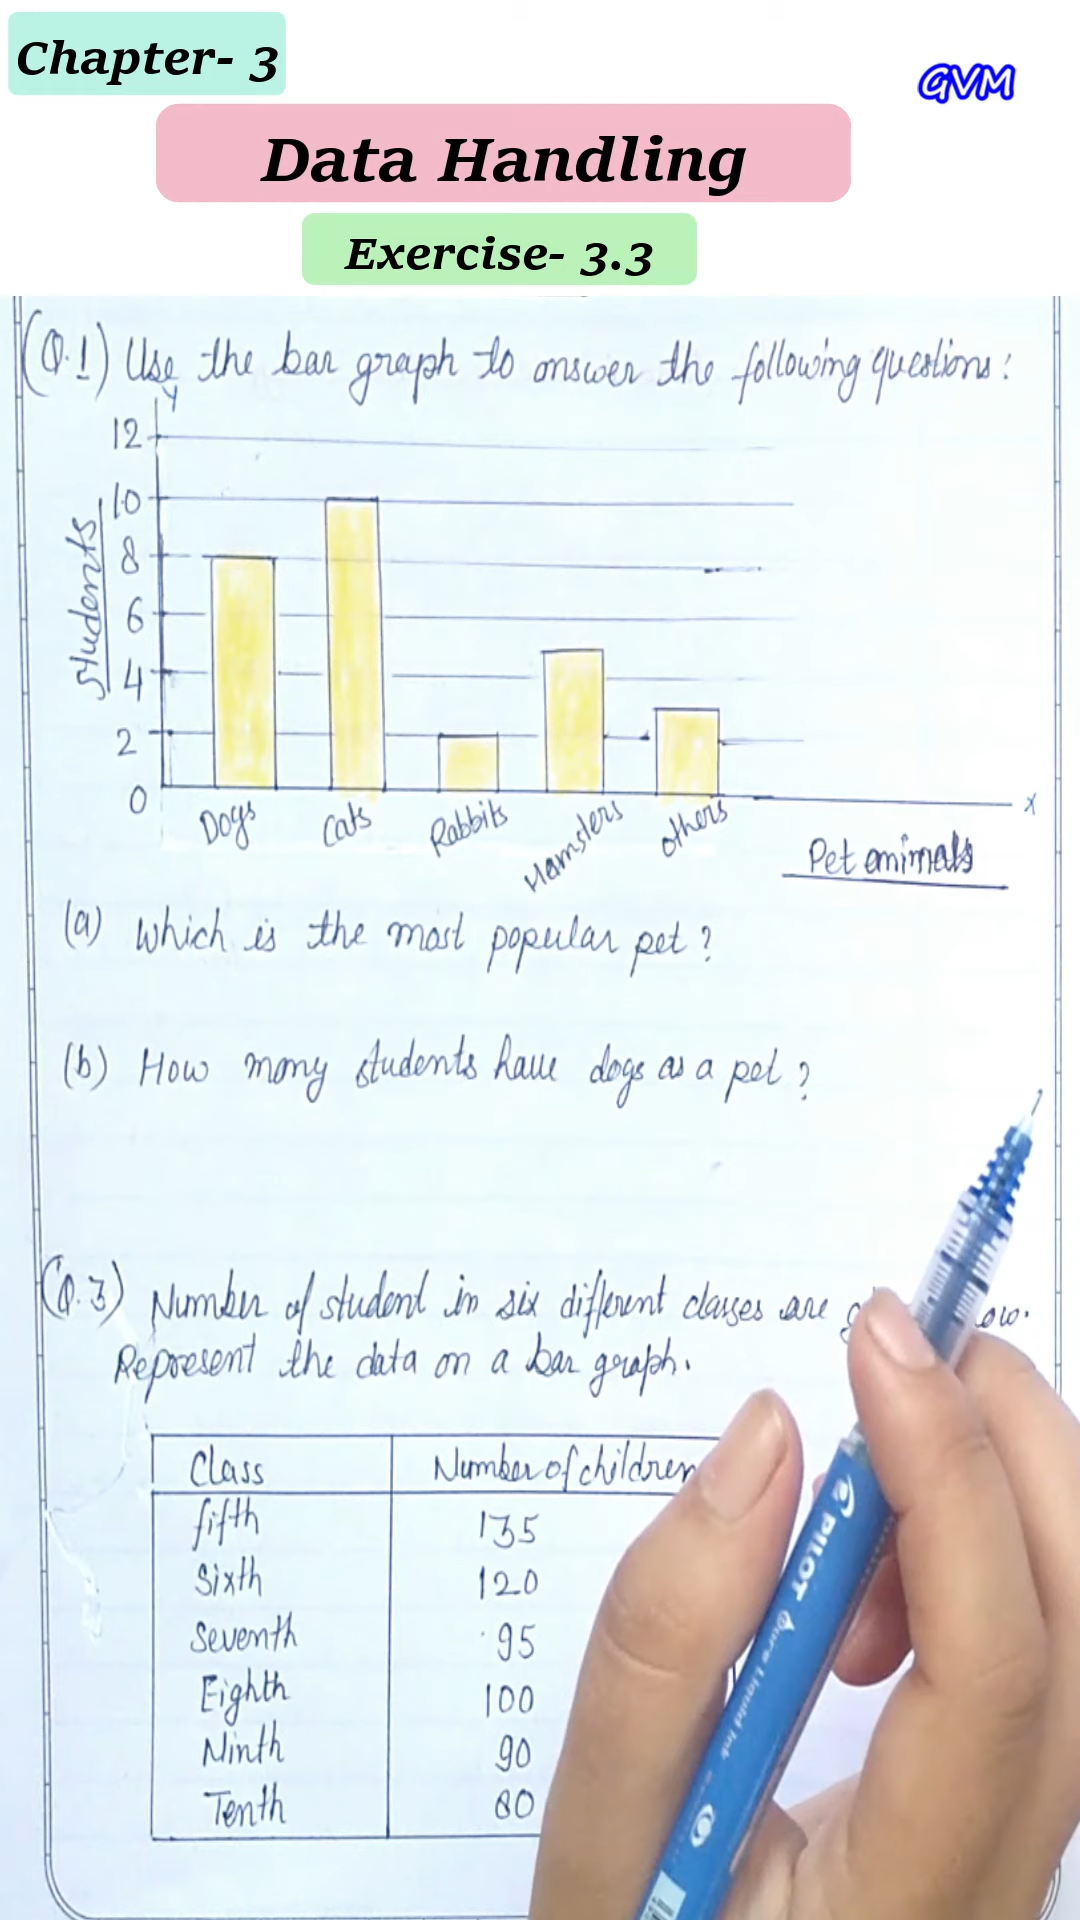 Chapter- 3
GVM
Data Handling
Exercise- 3.3
(Q.1) Use the bar graph to answer the following questions:
y
12
10
8
6
4
2
0
Students
Dogs Cats Rabbits Hamsters others
x
Pet animals
(a) Which is the most popular pet?
(b) How many students have dogs as a pet?
(Q.3) Number of student in six different classes are
Represent the data on a bar graph.
Class Number of children
fifth 135
Sixth 120
Seventh 95
Eighth 100
Ninth 90
Tenth 80
PILOT
Pure Liquid Ink